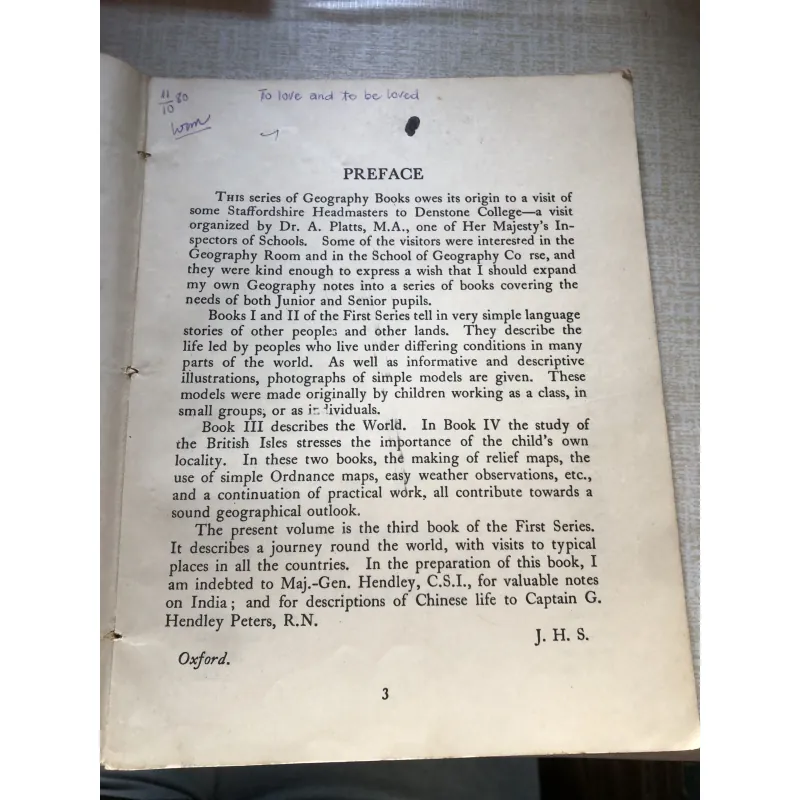 11/10 80
To love and to be loved
PREFACE
THIS series of Geography Books owes its origin to a visit of
some Staffordshire Headmasters to Denstone College—a visit
organized by Dr. A. Platts, M.A., one of Her Majesty's In-
spectors of Schools. Some of the visitors were interested in the
Geography Room and in the School of Geography Co rse, and
they were kind enough to express a wish that I should expand
my own Geography notes into a series of books covering the
needs of both Junior and Senior pupils.
Books I and II of the First Series tell in very simple language
stories of other peoples and other lands. They describe the
life led by peoples who live under differing conditions in many
parts of the world. As well as informative and descriptive
illustrations, photographs of simple models are given. These
models were made originally by children working as a class, in
small groups, or as individuals.
Book III describes the World. In Book IV the study of
the British Isles stresses the importance of the child's own
locality. In these two books, the making of relief maps, the
use of simple Ordnance maps, easy weather observations, etc.,
and a continuation of practical work, all contribute towards a
sound geographical outlook.
The present volume is the third book of the First Series.
It describes a journey round the world, with visits to typical
places in all the countries. In the preparation of this book, I
am indebted to Maj.-Gen. Hendley, C.S.I., for valuable notes
on India; and for descriptions of Chinese life to Captain G.
Hendley Peters, R.N.
J. H. S.
Oxford.
3